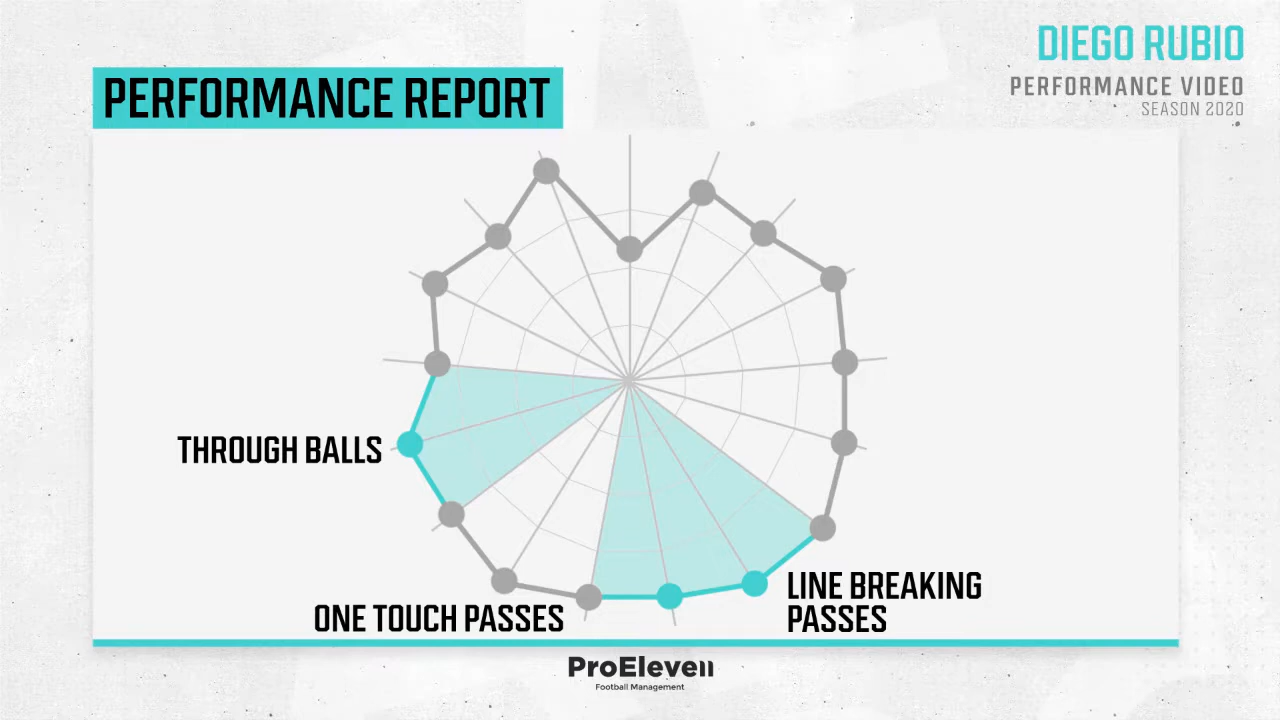 DIEGO RUBIO
PERFORMANCE VIDEO
SEASON 2020
PERFORMANCE REPORT
THROUGH BALLS
ONE TOUCH PASSES
LINE BREAKING
PASSES
ProEleven
Football Management